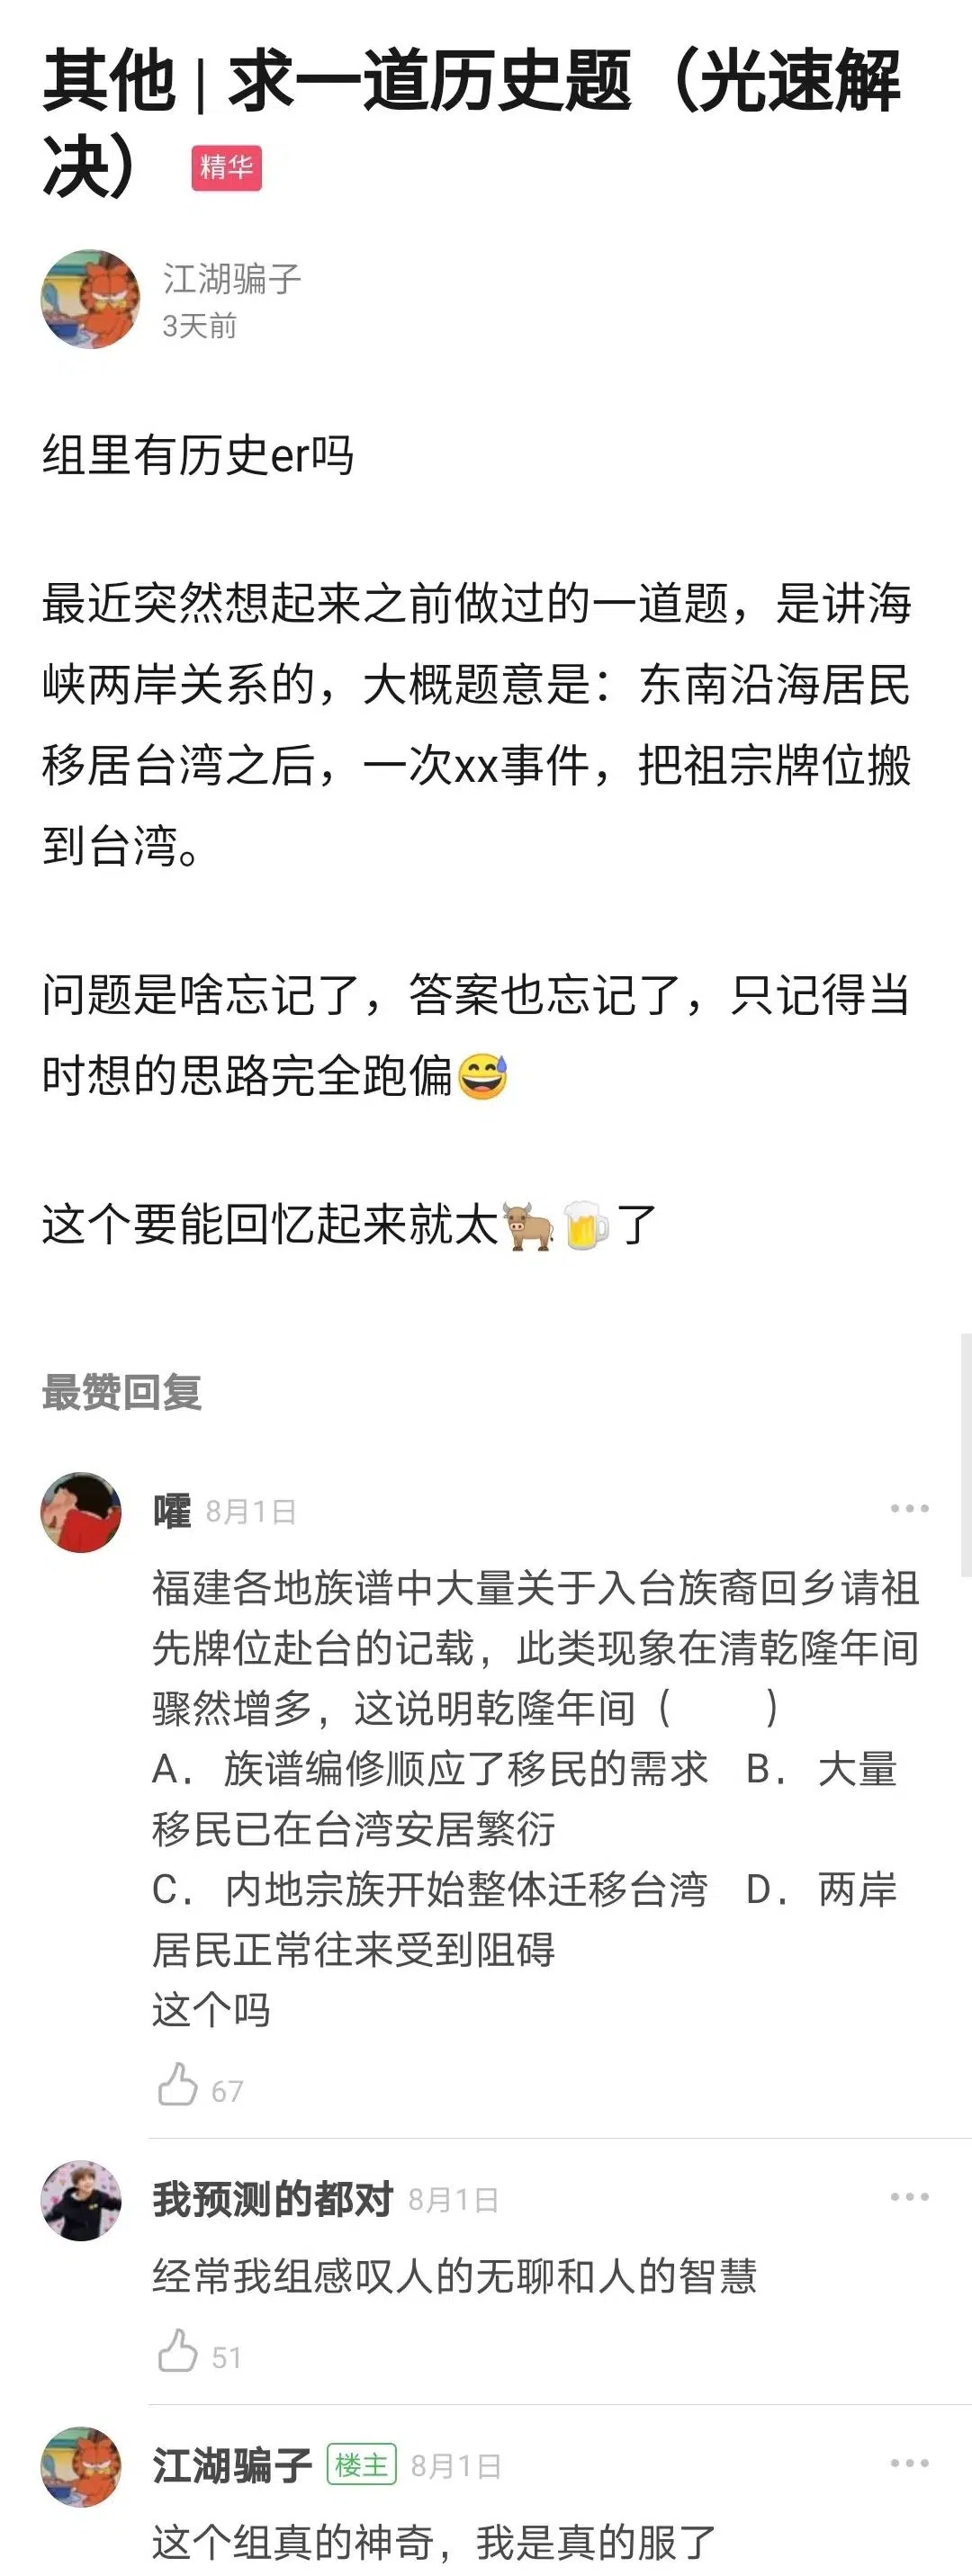 其他 | 求一道历史题（光速解
决） 精华
江湖骗子
3天前
组里有历史er吗
最近突然想起来之前做过的一道题，是讲海
峡两岸关系的，大概题意是：东南沿海居民
移居台湾之后，一次xx事件，把祖宗牌位搬
到台湾。
问题是啥忘记了，答案也忘记了，只记得当
时想的思路完全跑偏😅
这个要能回忆起来就太🐂🍺了
最赞回复
嚯 8月1日
福建各地族谱中大量关于入台族裔回乡请祖
先牌位赴台的记载，此类现象在清乾隆年间
骤然增多，这说明乾隆年间（　　）
A． 族谱编修顺应了移民的需求 B． 大量
移民已在台湾安居繁衍
C． 内地宗族开始整体迁移台湾 D． 两岸
居民正常往来受到阻碍
这个吗
67
我预测的都对 8月1日
经常我组感叹人的无聊和人的智慧
51
江湖骗子 楼主 8月1日
这个组真的神奇，我是真的服了